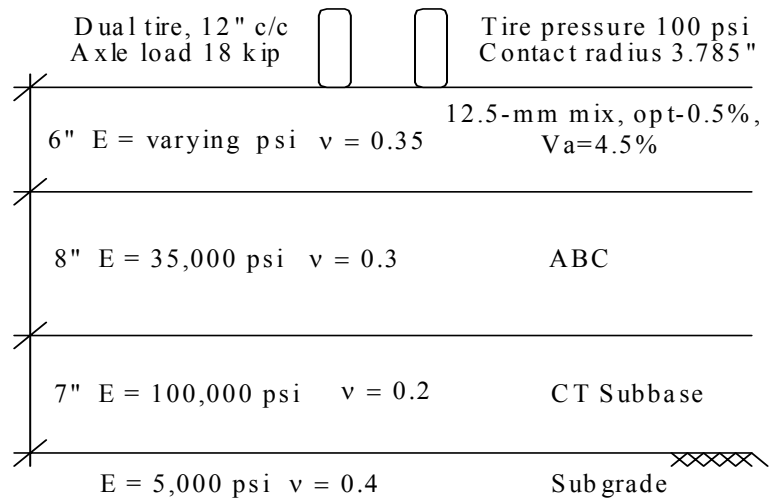 Dual tire, 12" c/c
Axle load 18 kip
Tire pressure 100 psi
Contact radius 3.785"
6" E = varying psi ν = 0.35
12.5-mm mix, opt-0.5%,
Va=4.5%
8" E = 35,000 psi ν = 0.3 ABC
7" E = 100,000 psi ν = 0.2 CT Subbase
E = 5,000 psi ν = 0.4 Subgrade